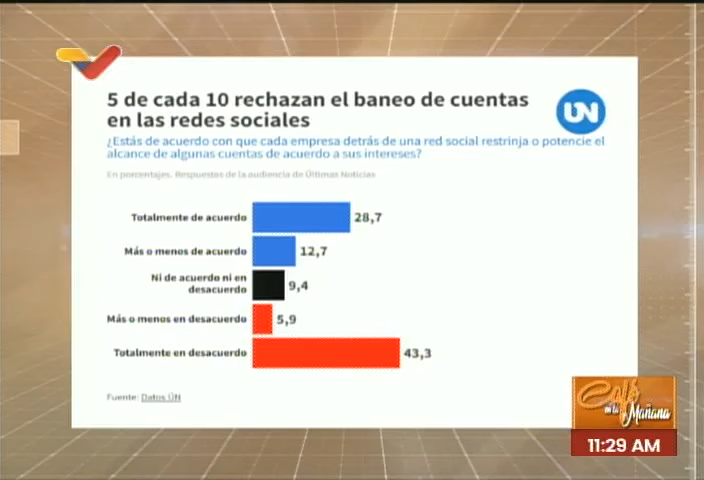 5 de cada 10 rechazan el baneo de cuentas
en las redes sociales
UN
¿Estás de acuerdo con que cada empresa detrás de una red social restrinja o potencie el
alcance de algunas cuentas de acuerdo a sus intereses?
En porcentajes. Respuestas de la audiencia de Últimas Noticias
Totalmente de acuerdo 28,7
Más o menos de acuerdo 12,7
Ni de acuerdo ni en
desacuerdo 9,4
Más o menos en desacuerdo 5,9
Totalmente en desacuerdo 43,3
Fuente: Datos ÚN
Café
en la
Mañana
11:29 AM